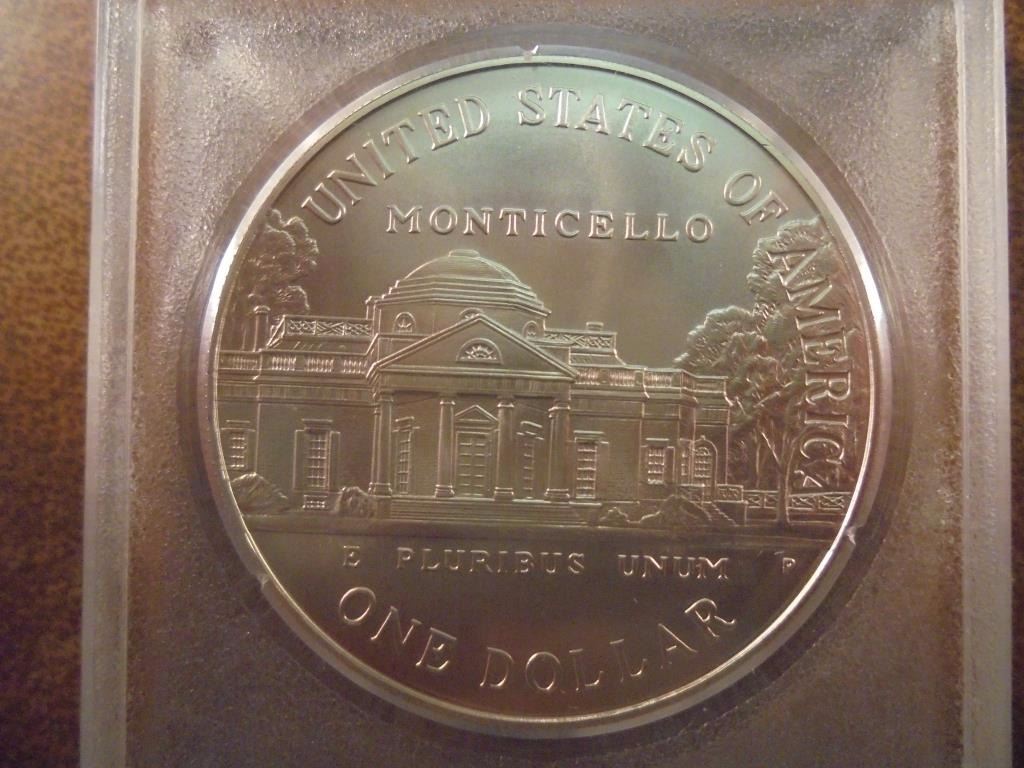 UNITED STATES OF AMERICA
MONTICELLO
E PLURIBUS UNUM P
ONE DOLLAR